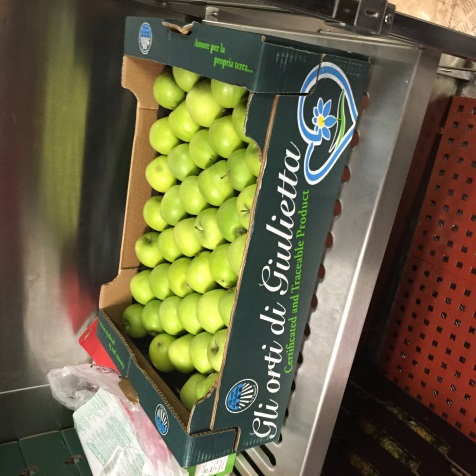 Amore per la
propria terra...
Gli orti di Giulietta
Certificated and Traceable Product